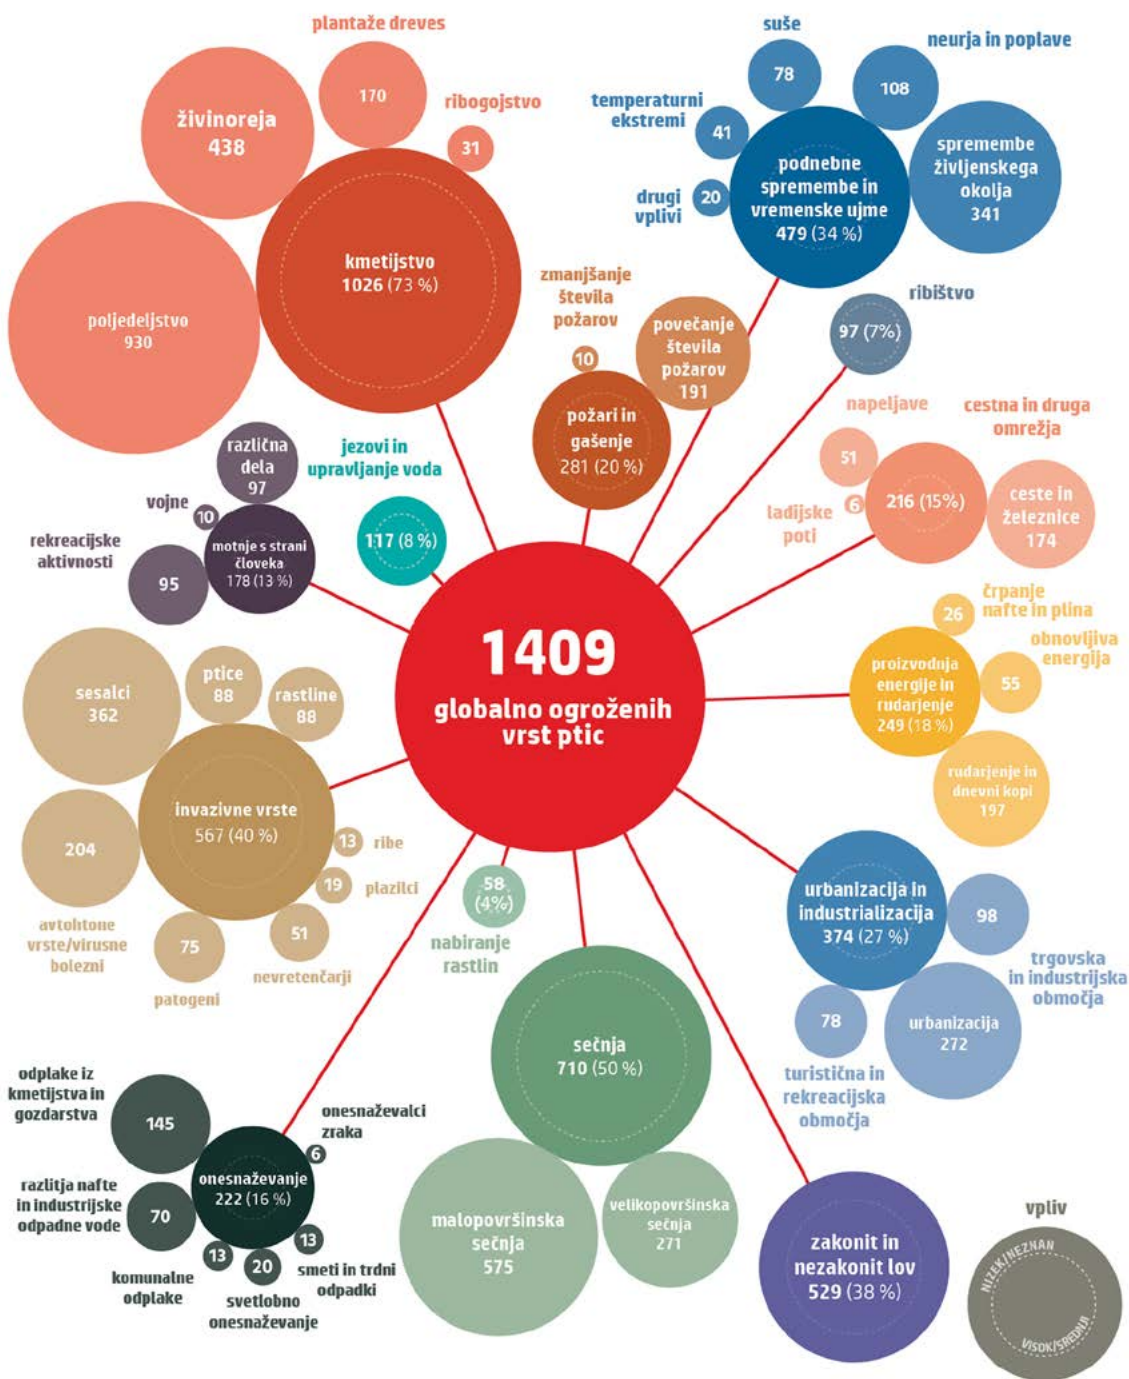 plantaže dreves
170
živinoreja
438
ribogojstvo
31
kmetijstvo
1026 (73 %)
poljedeljstvo
930
suše
78
neurja in poplave
108
temperaturni
ekstremi
41
drugi
vplivi
20
podnebne
spremembe in
vremenske ujme
479 (34 %)
spremembe
življenskega
okolja
341
zmanjšanje
števila
požarov
10
povečanje
števila
požarov
191
požari in
gašenje
281 (20 %)
ribištvo
97 (7%)
napeljave
51
cestna in druga
omrežja
216 (15%)
ladijske
poti
6
ceste in
železnice
174
različna
dela
97
vojne
10
rekreacijske
aktivnosti
95
motnje s strani
človeka
178 (13 %)
jezovi in
upravljanje voda
117 (8 %)
1409
globalno ogroženih
vrst ptic
črpanje
nafte in plina
26
obnovljiva
energija
55
proizvodnja
energije in
rudarjenje
249 (18 %)
rudarjenje in
dnevni kopi
197
sesalci
362
ptice
88
rastline
88
invazivne vrste
567 (40 %)
204
avtohtone
vrste/virusne
bolezni
13
ribe
19
plazilci
51
nevretenčarji
75
patogeni
58
(4%)
nabiranje
rastlin
urbanizacija in
industrializacija
374 (27 %)
98
trgovska
in industrijska
območja
78
turistična in
rekreacijska
območja
urbanizacija
272
sečnja
710 (50 %)
malopovršinska
sečnja
575
velikopovršinska
sečnja
271
odplake iz
kmetijstva in
gozdarstva
145
onesnaževalci
zraka
6
onesnaževanje
222 (16 %)
razlitja nafte
in industrijske
odpadne vode
70
13
komunalne
odplake
20
svetlobno
onesnaževanje
13
smeti in trdni
odpadki
zakonit in
nezakonit lov
529 (38 %)
vpliv
NIZEK/NEZNAN
VISOK/SREDNJI